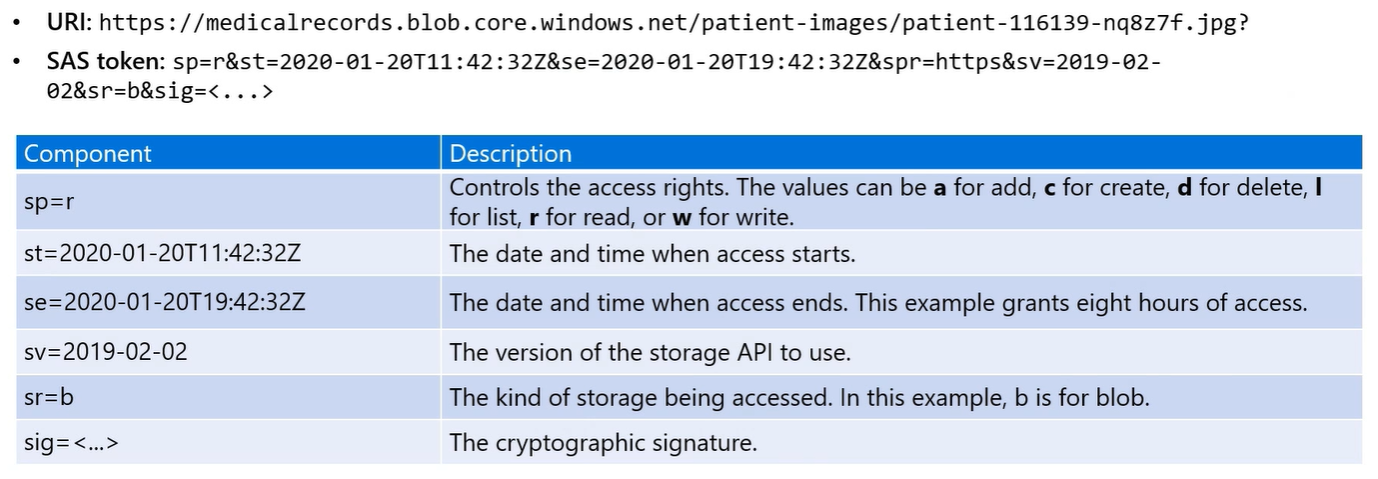 • URI: https://medicalrecords.blob.core.windows.net/patient-images/patient-116139-nq8z7f.jpg?
• SAS token: sp=r&st=2020-01-20T11:42:32Z&se=2020-01-20T19:42:32Z&spr=https&sv=2019-02-
02&sr=b&sig=<...>
Component Description
sp=r Controls the access rights. The values can be a for add, c for create, d for delete, l
for list, r for read, or w for write.
st=2020-01-20T11:42:32Z The date and time when access starts.
se=2020-01-20T19:42:32Z The date and time when access ends. This example grants eight hours of access.
sv=2019-02-02 The version of the storage API to use.
sr=b The kind of storage being accessed. In this example, b is for blob.
sig=<...> The cryptographic signature.